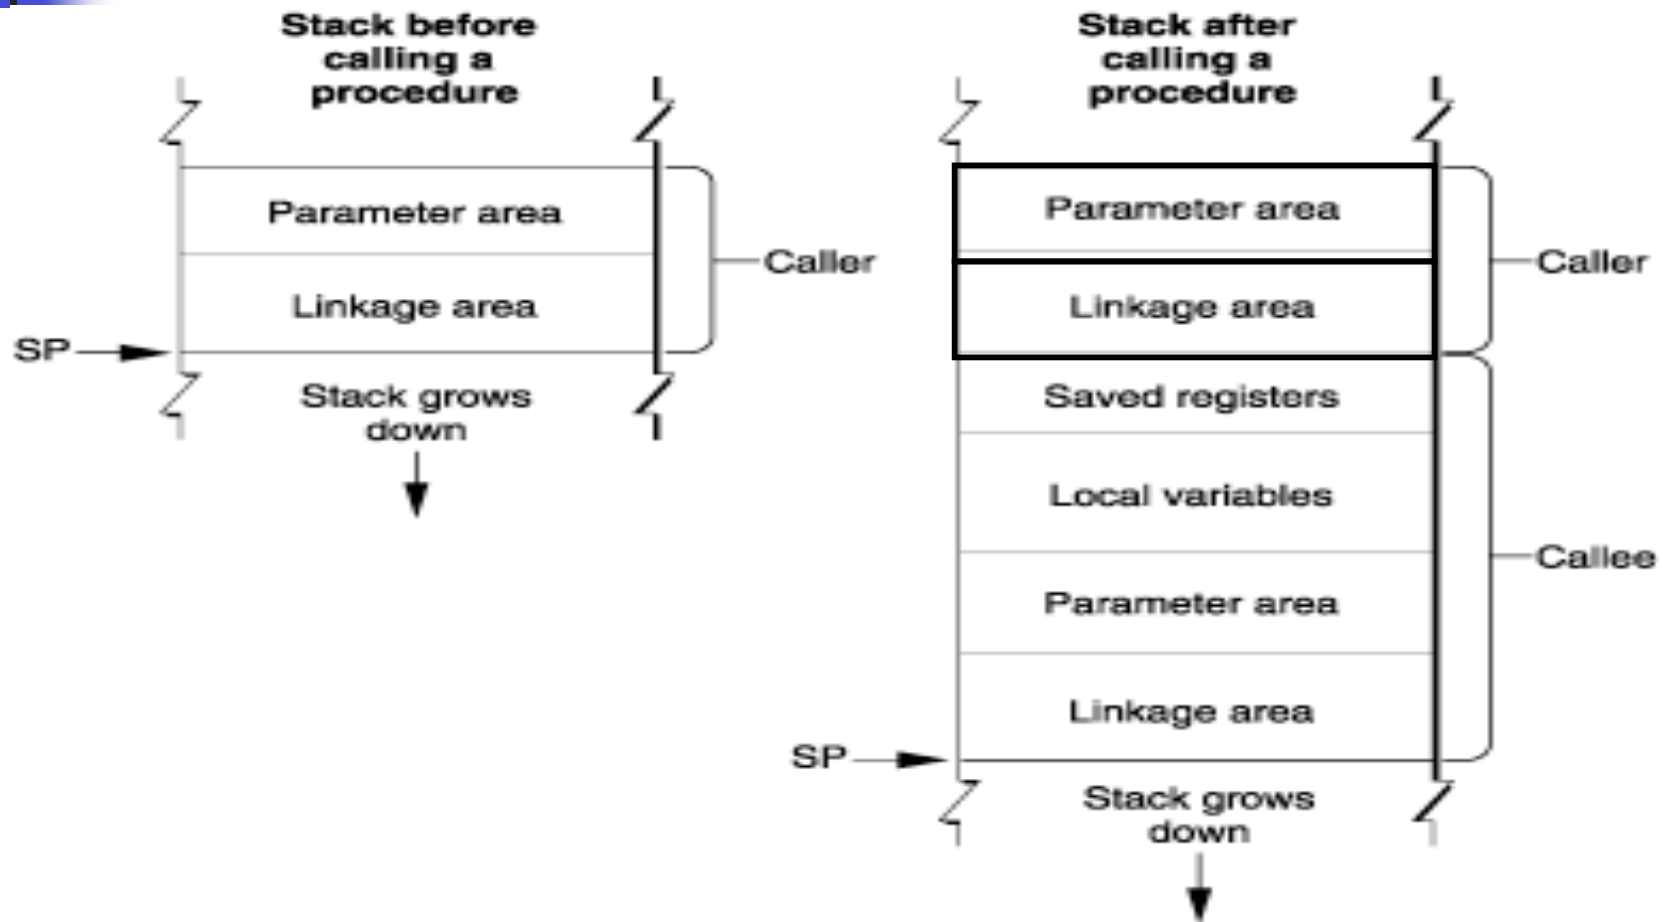 Stack before
calling a
procedure
Parameter area
Linkage area
Caller
SP
Stack grows
down
Stack after
calling a
procedure
Parameter area
Linkage area
Caller
Saved registers
Local variables
Parameter area
Linkage area
Callee
SP
Stack grows
down